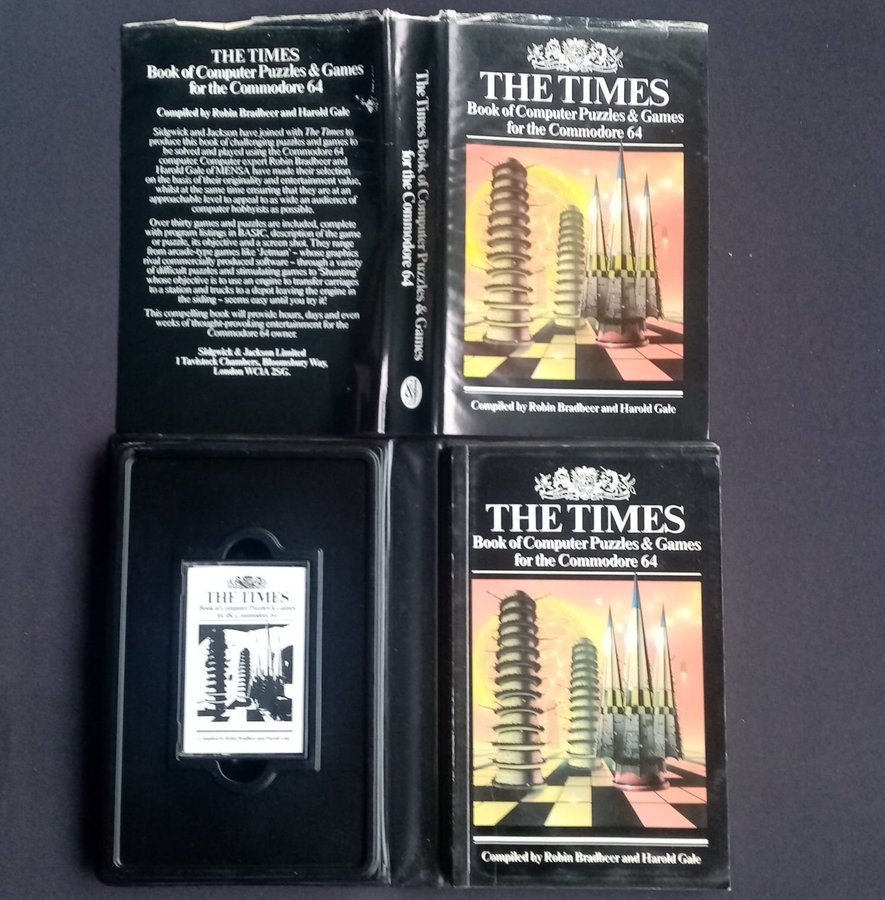 THE TIMES
Book of Computer Puzzles & Games
for the Commodore 64
Compiled by Robin Bradbeer and Harold Gale
Sidgwick and Jackson have joined with The Times to
produce this book of challenging puzzles and games to
be solved and played using the Commodore 64
computer. Computer expert Robin Bradbeer and
Harold Gale of MENSA have made their selection
on the basis of their originality and entertainment value,
whilst at the same time ensuring that they are at an
approachable level to appeal to as wide an audience of
computer hobbyists as possible.
Over thirty games and puzzles are included, complete
with program listings in BASIC, description of the game
or puzzle, its objective and a screen shot. They range
from arcade-type games like 'Jetman' – whose graphics
rival commercially produced software – through a variety
of difficult puzzles and stimulating games to 'Shunting'
whose objective is to use an engine to transfer carriages
to a station and trucks to a depot leaving the engine in
the siding – seems easy until you try it!
This compelling book will provide hours, days and even
weeks of thought-provoking entertainment for the
Commodore 64 owner.
Sidgwick & Jackson Limited
1 Tavistock Chambers, Bloomsbury Way,
London WC1A 2SG.
The Times Book of Computer Puzzles & Games
for the Commodore 64
THE TIMES
Book of Computer Puzzles & Games
for the Commodore 64
Compiled by Robin Bradbeer and Harold Gale
THE TIMES
Book of Computer Puzzles & Games
for the Commodore 64
Compiled by Robin Bradbeer and Harold Gale
THE TIMES
Book of Computer Puzzles & Games
for the Commodore 64
Compiled by Robin Bradbeer and Harold Gale